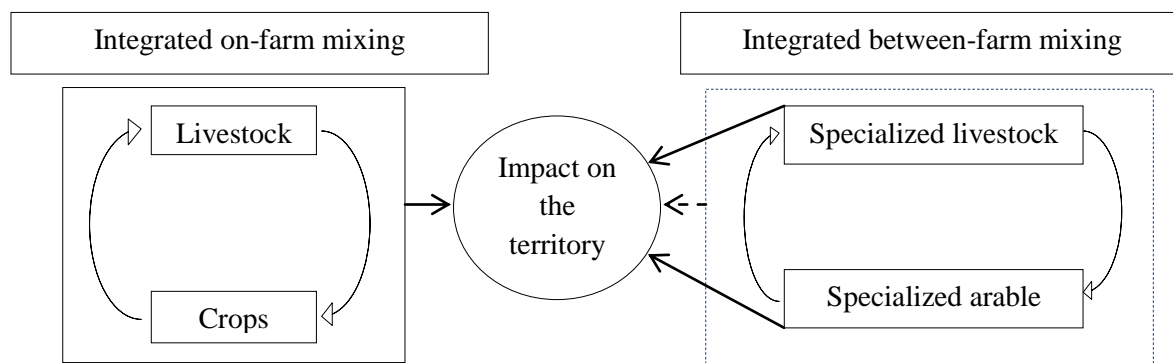 Integrated on-farm mixing
Integrated between-farm mixing
Livestock
Crops
Impact on
the
territory
Specialized livestock
Specialized arable